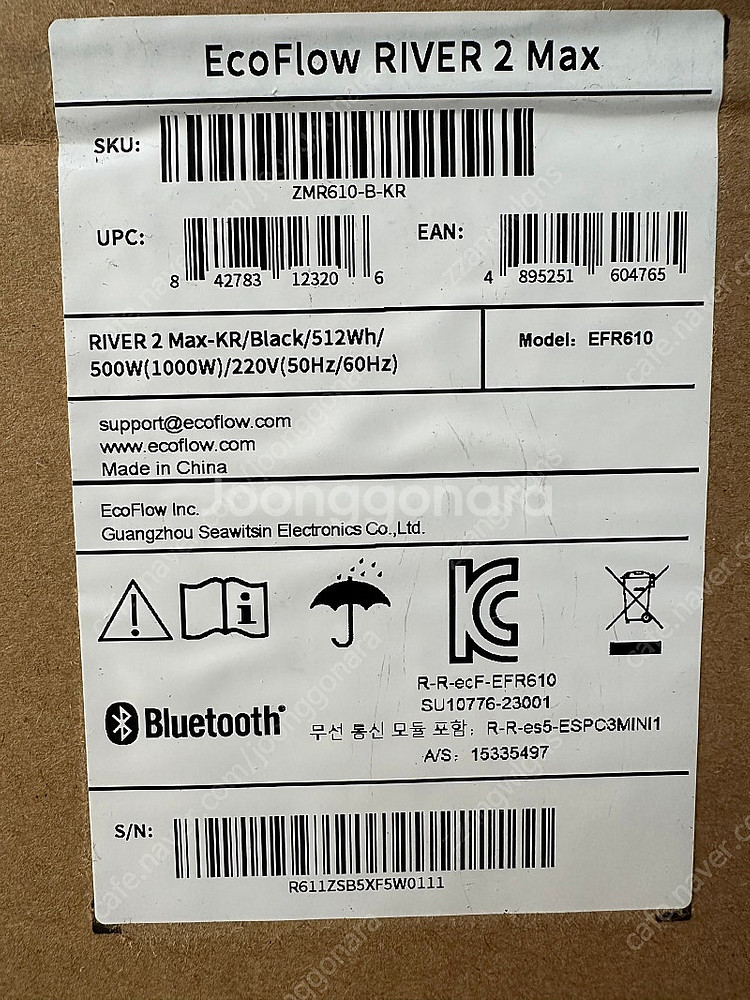 EcoFlow RIVER 2 Max
SKU:
ZMR610-B-KR
UPC:
8 42783 12320 6
EAN:
4 895251 604765
RIVER 2 Max-KR/Black/512Wh/
500W(1000W)/220V(50Hz/60Hz)
Model: EFR610
support@ecoflow.com
www.ecoflow.com
Made in China
Joonggonara
EcoFlow Inc.
Guangzhou Seawitsin Electronics Co.,Ltd.
R-R-ecF-EFR610
SU10776-23001
Bluetooth
무선 통신 모듈 포함: R-R-es5-ESPC3MINI1
A/S: 15335497
S/N:
R611ZSB5XF5W0111